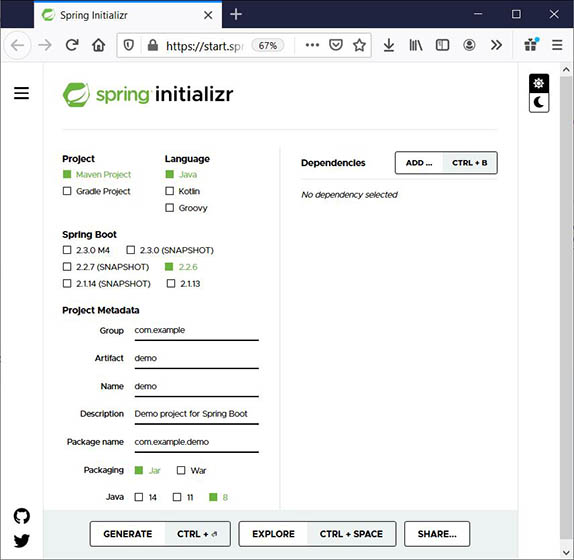 Spring Initializr
https://start.sp
67%
spring initializr
Project
Maven Project
Gradle Project
Language
Java
Kotlin
Groovy
Spring Boot
2.3.0 M4 2.3.0 (SNAPSHOT)
2.2.7 (SNAPSHOT) 2.2.6
2.1.14 (SNAPSHOT) 2.1.13
Project Metadata
Group com.example
Artifact demo
Name demo
Description Demo project for Spring Boot
Package name com.example.demo
Packaging Jar War
Java 14 11 8
Dependencies
ADD ... CTRL + B
No dependency selected
GENERATE CTRL + ⏎
EXPLORE CTRL + SPACE
SHARE...